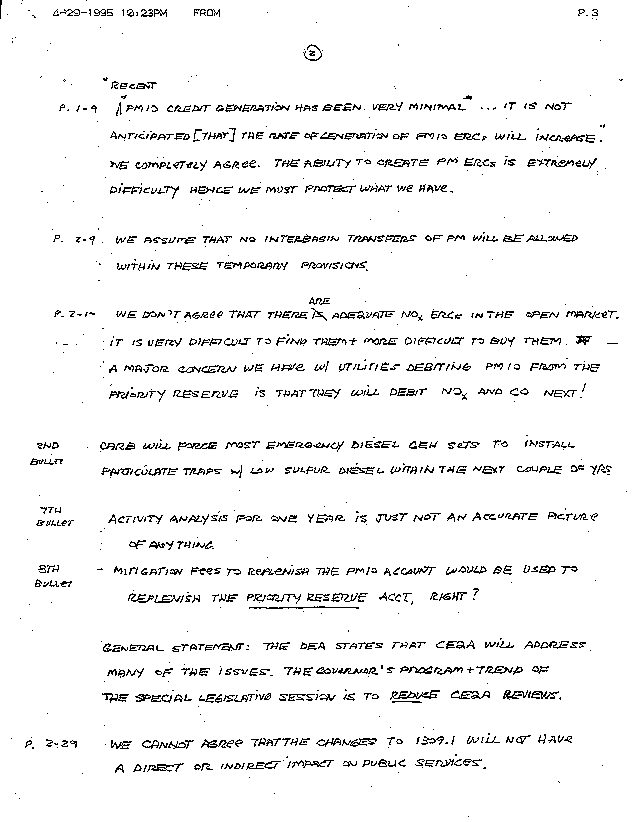 4-29-1995 10:23PM FROM P.3
2
"RECENT
P. 1-9 PM10 CREDIT GENERATION HAS BEEN VERY MINIMAL" ... IT IS NOT
ANTICIPATED [THAT] THE RATE OF GENERATION OF PM10 ERCs WILL INCREASE."
WE COMPLETELY AGREE. THE ABILITY TO CREATE PM ERCs IS EXTREMELY
DIFFICULTY HENCE WE MUST PROTECT WHAT WE HAVE.
P. 2-9 WE ASSUME THAT NO INTERBASIN TRANSFERS OF PM WILL BE ALLOWED
WITHIN THESE TEMPORARY PROVISIONS.
ARE
P. 2-1 WE DON'T AGREE THAT THERE IS ADEQUATE NOx ERCs IN THE OPEN MARKET.
IT IS VERY DIFFICULT TO FIND THEM + MORE DIFFICULT TO BUY THEM.
A MAJOR CONCERN WE HAVE W/ UTILITIES DEBITING PM10 FROM THE
PRIORITY RESERVE IS THAT THEY WILL DEBIT NOx AND CO NEXT!
2ND CARB WILL FORCE MOST EMERGENCY DIESEL GEN SETS TO INSTALL
BULLET PARTICULATE TRAPS W/ LOW SULFUR DIESEL WITHIN THE NEXT COUPLE OF YRS
7TH
BULLET ACTIVITY ANALYSIS FOR ONE YEAR IS JUST NOT AN ACCURATE PICTURE
OF ANYTHING.
8TH - MITIGATION FEES TO REPLENISH THE PM10 ACCOUNT WOULD BE USED TO
BULLET REPLENISH THE PRIORITY RESERVE ACCT, RIGHT?
GENERAL STATEMENT: THE DEA STATES THAT CEQA WILL ADDRESS
MANY OF THE ISSUES. THE GOVERNOR'S PROGRAM + TREND OF
THE SPECIAL LEGISLATIVE SESSION IS TO REDUCE CEQA REVIEWS.
P. 2-29 WE CANNOT AGREE THAT THE CHANGES TO 1309.1 WILL NOT HAVE
A DIRECT OR INDIRECT IMPACT ON PUBLIC SERVICES.